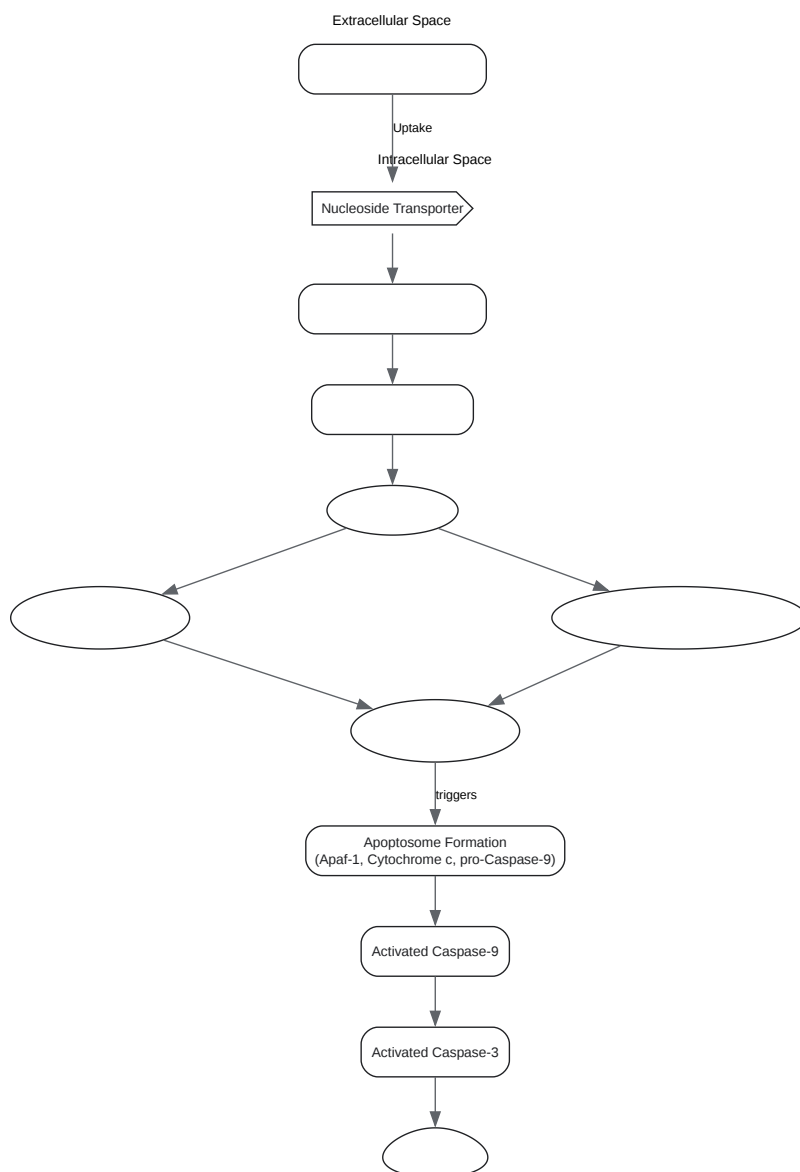 Extracellular Space
Uptake
Intracellular Space
Nucleoside Transporter
triggers
Apoptosome Formation
(Apaf-1, Cytochrome c, pro-Caspase-9)
Activated Caspase-9
Activated Caspase-3